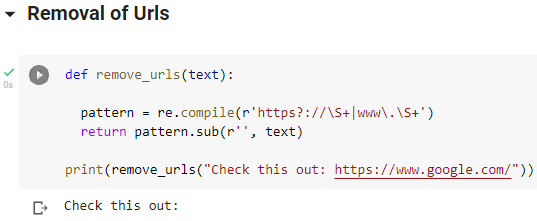 Removal of Urls
0s
def remove_urls(text):
pattern = re.compile(r'https?://\S+|www\.\S+')
return pattern.sub(r'', text)
print(remove_urls("Check this out: https://www.google.com/"))
Check this out: